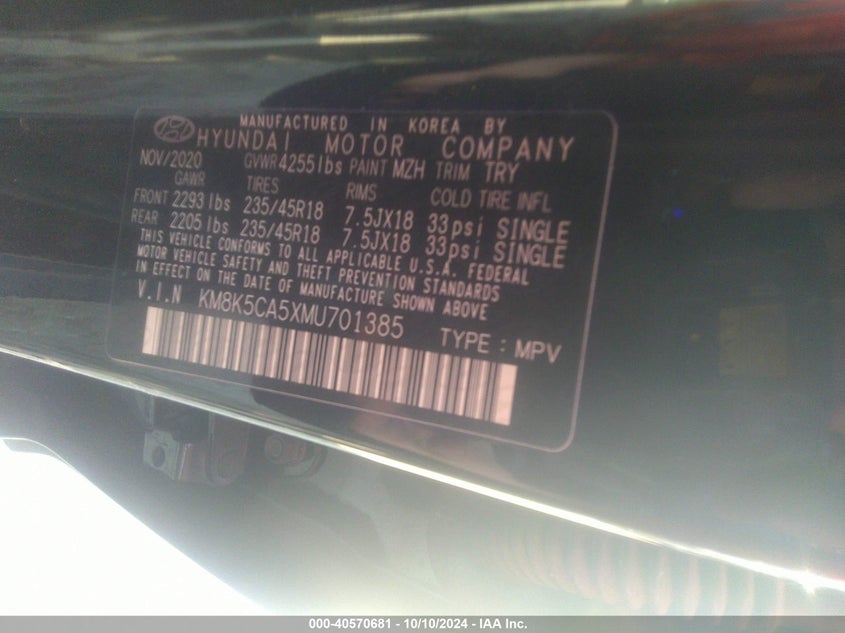 MANUFACTURED IN KOREA BY
HYUNDAI MOTOR COMPANY
NOV/2020 GVWR 4255lbs PAINT MZH TRIM TRY
GAWR TIRES RIMS COLD TIRE INFL
FRONT 2293 lbs 235/45R18 7.5JX18 33psi SINGLE
REAR 2205 lbs 235/45R18 7.5JX18 33psi SINGLE
THIS VEHICLE CONFORMS TO ALL APPLICABLE U.S.A. FEDERAL
MOTOR VEHICLE SAFETY AND THEFT PREVENTION STANDARDS
IN EFFECT ON THE DATE OF MANUFACTURE SHOWN ABOVE
V.I.N KM8K5CA5XMU701385
TYPE : MPV
000-40570681 - 10/10/2024 - IAA Inc.